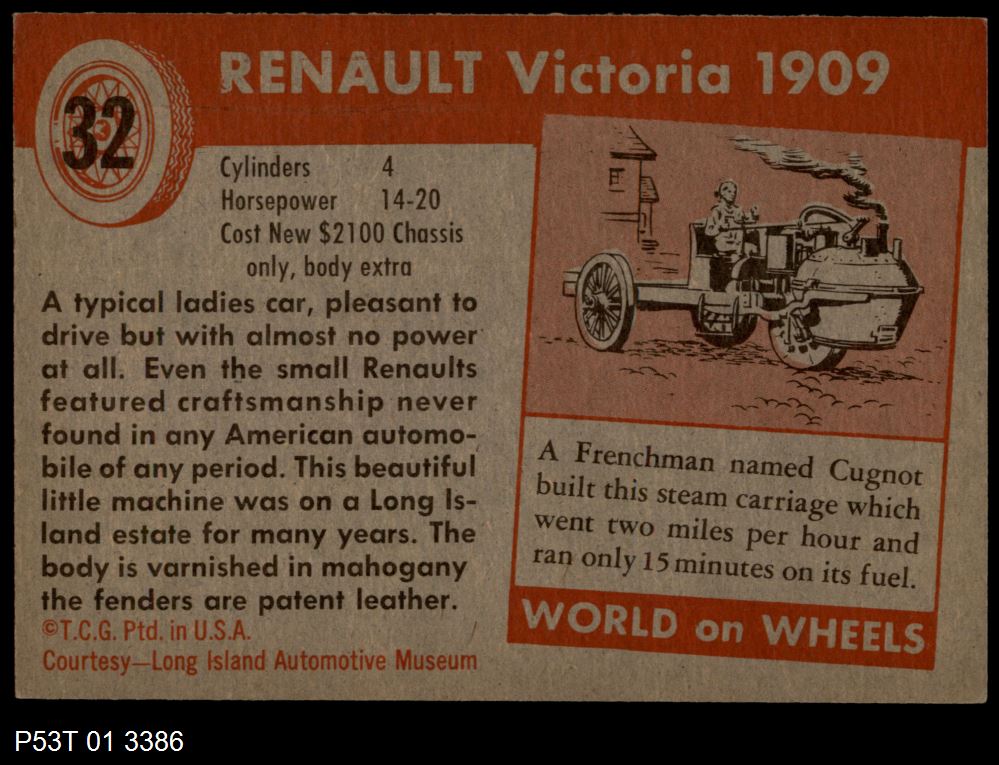 32
RENAULT Victoria 1909
Cylinders 4
Horsepower 14-20
Cost New $2100 Chassis
only, body extra
A typical ladies car, pleasant to
drive but with almost no power
at all. Even the small Renaults
featured craftsmanship never
found in any American automo-
bile of any period. This beautiful
little machine was on a Long Is-
land estate for many years. The
body is varnished in mahogany
the fenders are patent leather.
©T.C.G. Ptd. in U.S.A.
Courtesy—Long Island Automotive Museum
A Frenchman named Cugnot
built this steam carriage which
went two miles per hour and
ran only 15 minutes on its fuel.
WORLD on WHEELS
P53T 01 3386